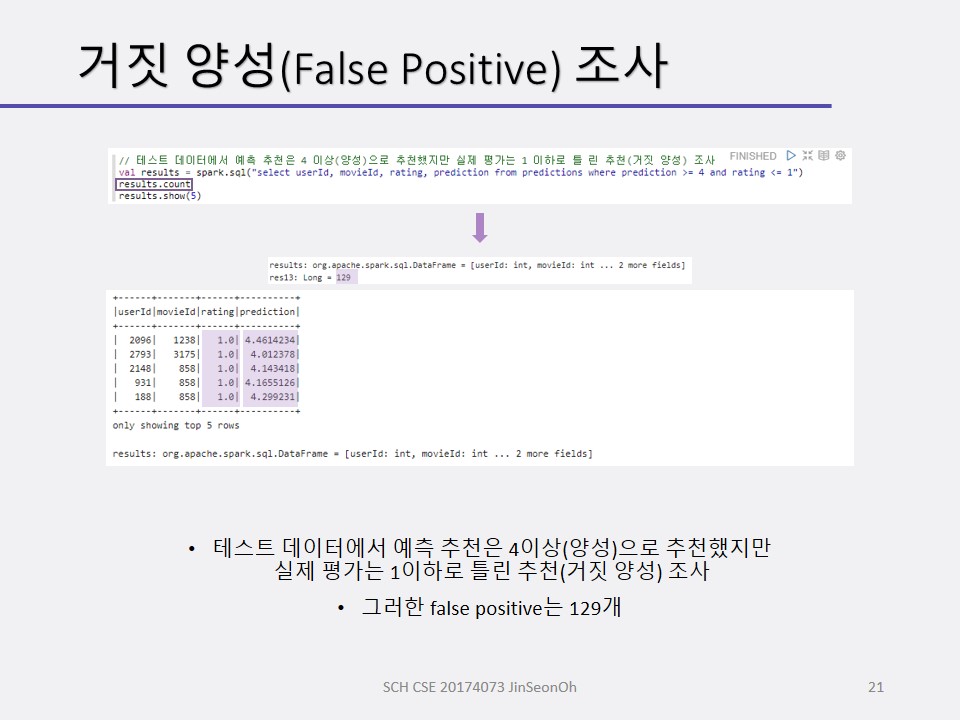 거짓 양성(False Positive) 조사
// 테스트 데이터에서 예측 추천은 4 이상(양성)으로 추천했지만 실제 평가는 1 이하로 틀 린 추천(거짓 양성) 조사
FINISHED
val results = spark.sql("select userId, movieId, rating, prediction from predictions where prediction >= 4 and rating <= 1")
results.count
results.show(5)
results: org.apache.spark.sql.DataFrame = [userId: int, movieId: int ... 2 more fields]
res13: Long = 129
+------+-------+------+----------+
|userId|movieId|rating|prediction|
+------+-------+------+----------+
|  2096|   1238|   1.0| 4.4614234|
|  2793|   3175|   1.0|  4.012378|
|  2148|    858|   1.0|  4.143418|
|   931|    858|   1.0| 4.1655126|
|   188|    858|   1.0|  4.299231|
+------+-------+------+----------+
only showing top 5 rows
results: org.apache.spark.sql.DataFrame = [userId: int, movieId: int ... 2 more fields]
• 테스트 데이터에서 예측 추천은 4이상(양성)으로 추천했지만
실제 평가는 1이하로 틀린 추천(거짓 양성) 조사
• 그러한 false positive는 129개
SCH CSE 20174073 JinSeonOh
21